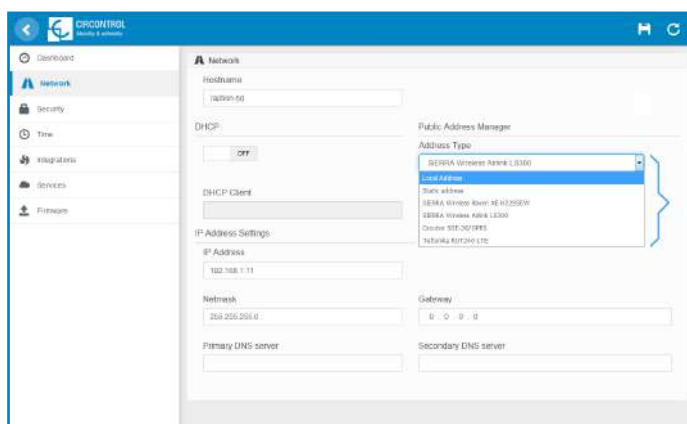 CIRCONTROL
Mobility & eMobility
Dashboard
Network
Security
Time
Integrations
Services
Firmware
Network
Hostname
raption-50
DHCP
OFF
DHCP Client
Public Address Manager
Address Type
SIERRA Wireless Airlink LS300
Local Address
Static address
SIERRA Wireless Raven XE H2295EW
SIERRA Wireless Airlink LS300
Teltonika RUT240 LTE
IP Address Settings
IP Address
192.168.1.11
Netmask
255.255.255.0
Gateway
0 . 0 . 0 . 0
Primary DNS server
Secondary DNS server